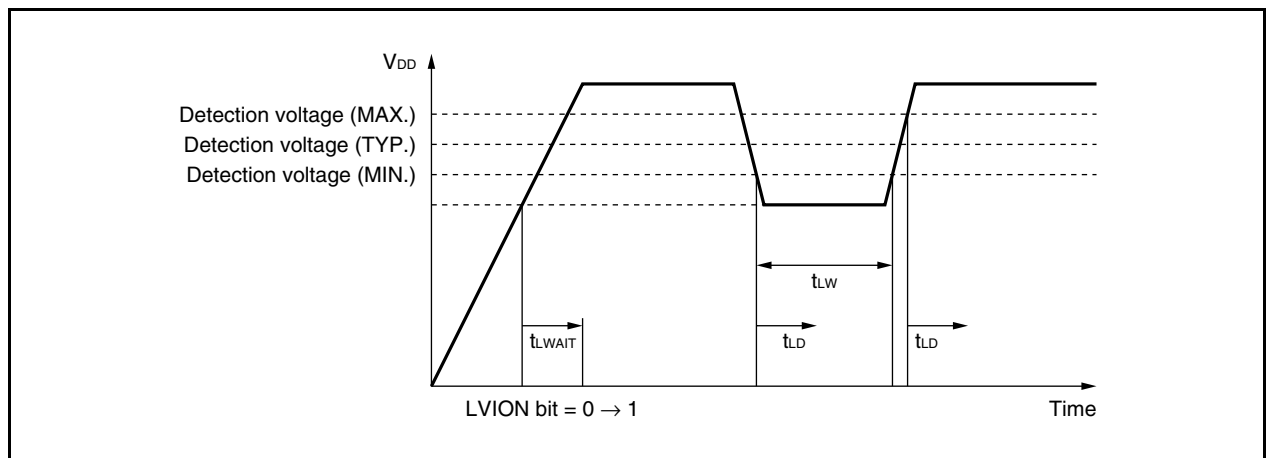 VDD
Detection voltage (MAX.)
Detection voltage (TYP.)
Detection voltage (MIN.)
tLW
tLWAIT
tLD
tLD
LVION bit = 0 → 1
Time